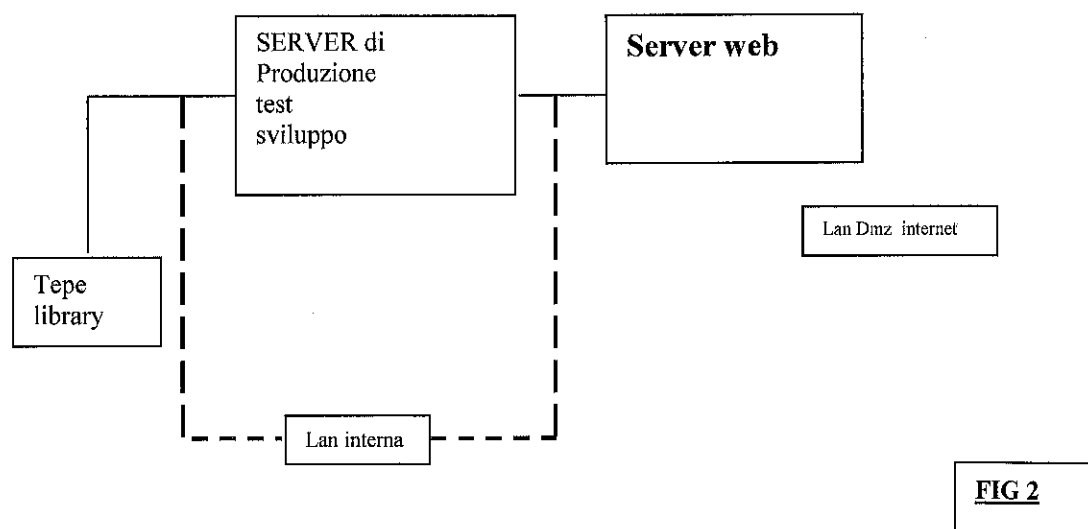 SERVER di
Produzione
test
sviluppo
Server web
Lan Dmz internet
Tepe
library
Lan interna
FIG 2